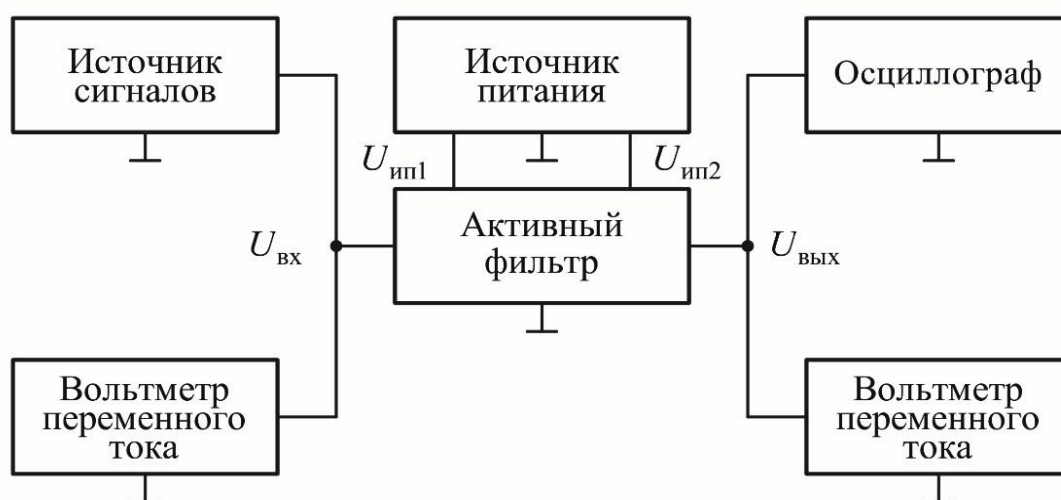 Источник
сигналов
Источник
питания
Осциллограф
Uип1
Uип2
Uвх
Активный
фильтр
Uвых
Вольтметр
переменного
тока
Вольтметр
переменного
тока